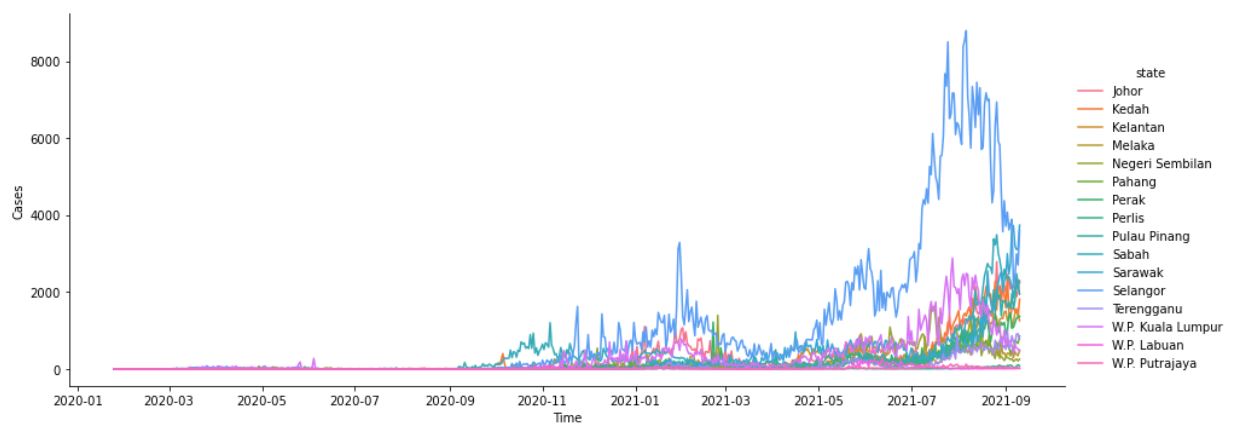 8000
6000
4000
2000
0
Cases
2020-01 2020-03 2020-05 2020-07 2020-09 2020-11 2021-01 2021-03 2021-05 2021-07 2021-09
Time
state
Johor
Kedah
Kelantan
Melaka
Negeri Sembilan
Pahang
Perak
Perlis
Pulau Pinang
Sabah
Sarawak
Selangor
Terengganu
W.P. Kuala Lumpur
W.P. Labuan
W.P. Putrajaya